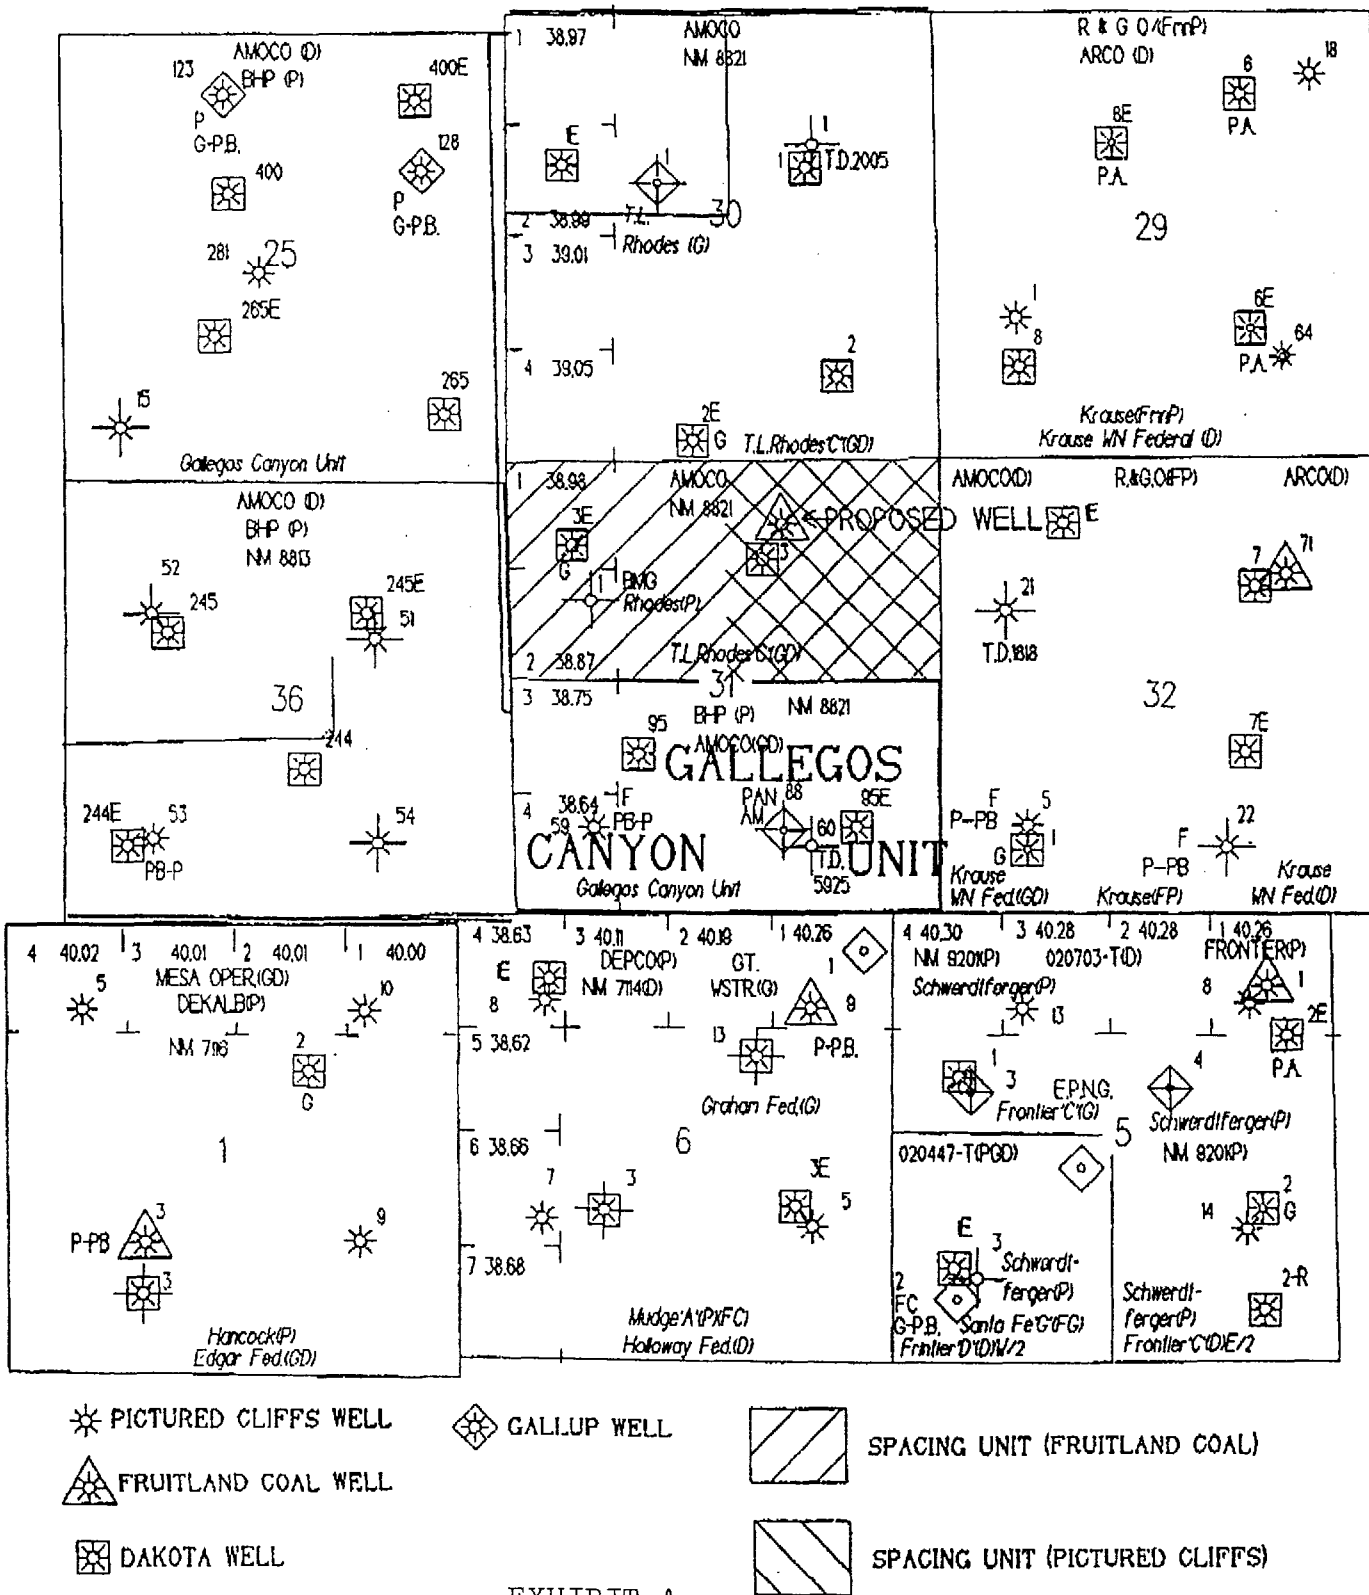 AMOCO (D)
BHP (P)
123
400E
P
G-P.B.
128
400
P
G-P.B.
281
25
265E
15
265
Gallegos Canyon Unit
1 38.97
AMOCO
NM 8821
1E
1
1
1
T.D.2005
2 38.99
T.L.
Rhodes (G)
30
3 39.01
4 39.05
2
2E
G
T.L.Rhodes"C"(GD)
R & G O/(FmP)
ARCO (D)
6
18
P.A.
8E
P.A.
29
1
8
6E
P.A.
64
Krause(FmP)
Krause WN Federal (D)
AMOCO (D)
BHP (P)
NM 8813
52
245
245E
51
36
244
244E
53
PB-P
54
1 38.98
AMOCO
NM 8821
3E
G
PROPOSED WELL
3
1
BMG
Rhodes(P)
T.L.Rhodes"C"(GD)
2 38.87
31
3 38.75
BHP (P)
NM 8821
AMOCO(GD)
95
GALLEGOS
4 38.64
F
59
PB-P
PAN
AM
88
60
95E
T.D.
5925
CANYON UNIT
Gallegos Canyon Unit
AMOCO(D)
R.&G.O.(FP)
ARCO(D)
1E
7
71
21
T.D.1818
32
7E
F
P-PB
5
G
1
F
P-PB
22
Krause
WN Fed.(GD)
Krause(FP)
Krause
WN Fed.(D)
4 40.02
3 40.01
2 40.01
1 40.00
MESA OPER.(GD)
DEKALB(P)
5
10
NM 7116
2
G
1
P-PB
3
3
9
Hancock(P)
Edgar Fed.(GD)
4 38.63
3 40.11
2 40.18
1 40.26
1E
8
DEPCO(P)
NM 7114(D)
GT.
WSTR.(G)
1
9
P-P.B.
5 38.62
13
Graham Fed.(G)
6 38.66
6
7
3
3E
5
7 38.68
Mudge"A"(P)(FC)
Holloway Fed.(D)
4 40.30
3 40.28
2 40.28
1 40.26
NM 8201(P)
020703-T(D)
FRONTIER(P)
Schwerdtferger(P)
13
8
1
2E
P.A.
1
3
E.P.N.G.
Frontier"C"(G)
4
Schwerdtferger(P)
5
020447-T(PGD)
NM 8201(P)
14
2
G
1E
3
Schwerdt-
ferger(P)
2
FC
G-P.B.
Santa Fe"G"(FG)
Frintier"D"(D)W/2
2-R
Schwerdt-
ferger(P)
Frontier"C"(D)E/2
PICTURED CLIFFS WELL
GALLUP WELL
SPACING UNIT (FRUITLAND COAL)
FRUITLAND COAL WELL
DAKOTA WELL
SPACING UNIT (PICTURED CLIFFS)
EXHIBIT A